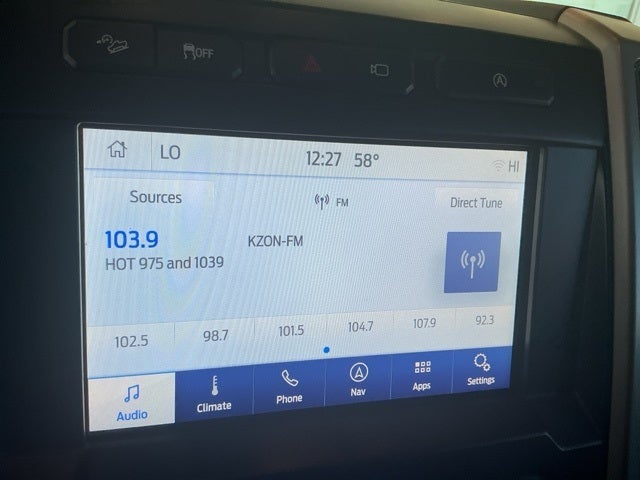 OFF
LO 12:27 58° HI
Sources FM Direct Tune
103.9 KZON-FM
HOT 975 and 1039
102.5 98.7 101.5 104.7 107.9 92.3
Audio Climate Phone Nav Apps Settings